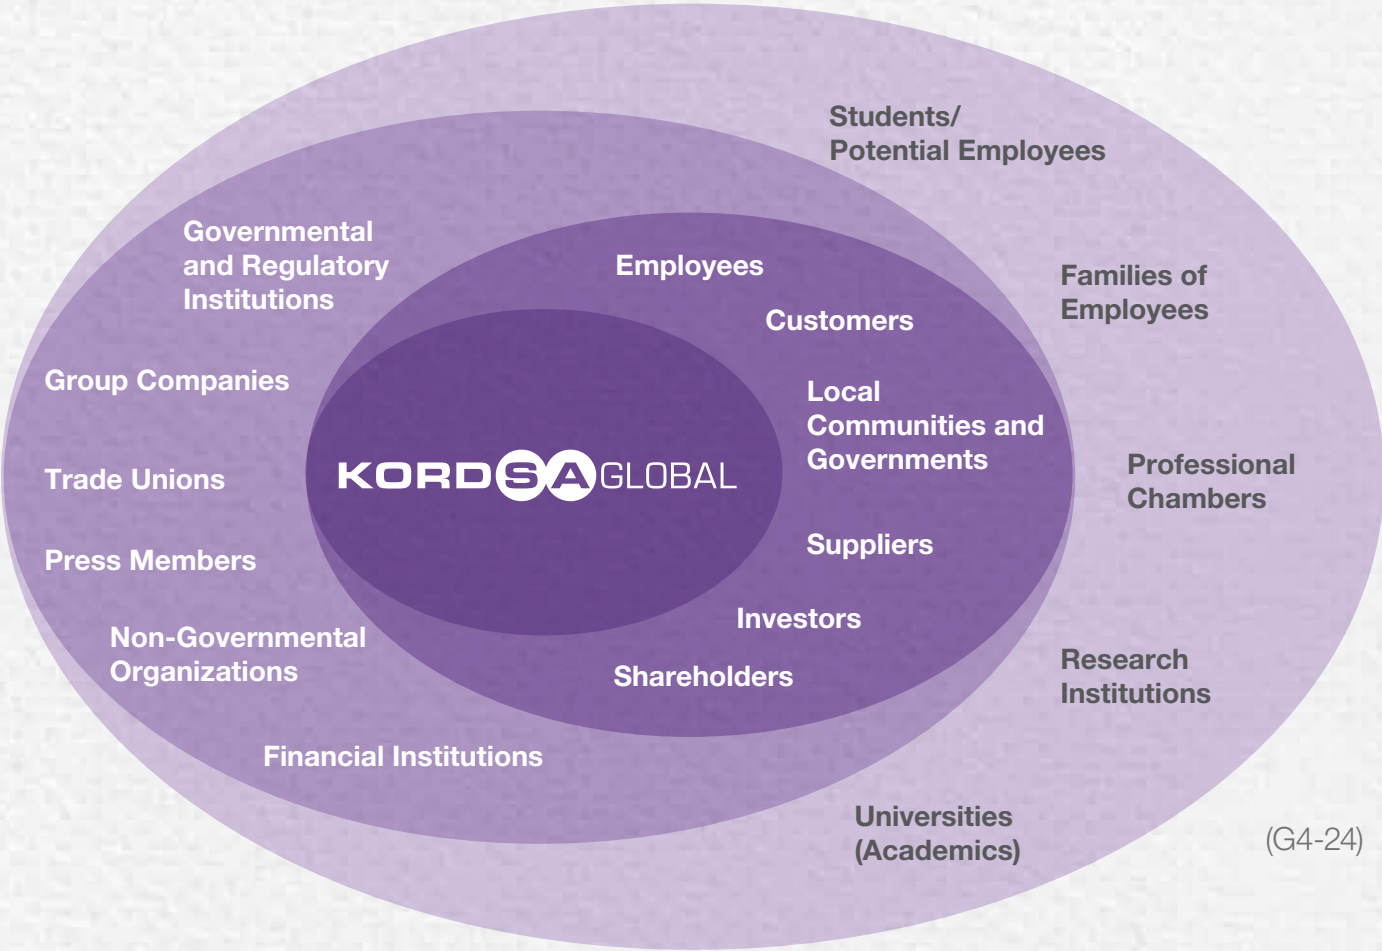 Students/
Potential Employees
Governmental
and Regulatory
Institutions
Employees
Families of
Employees
Customers
Group Companies
Local
Communities and
Governments
KORDSA GLOBAL
Trade Unions
Professional
Chambers
Press Members
Suppliers
Investors
Non-Governmental
Organizations
Shareholders
Research
Institutions
Financial Institutions
Universities
(Academics)
(G4-24)